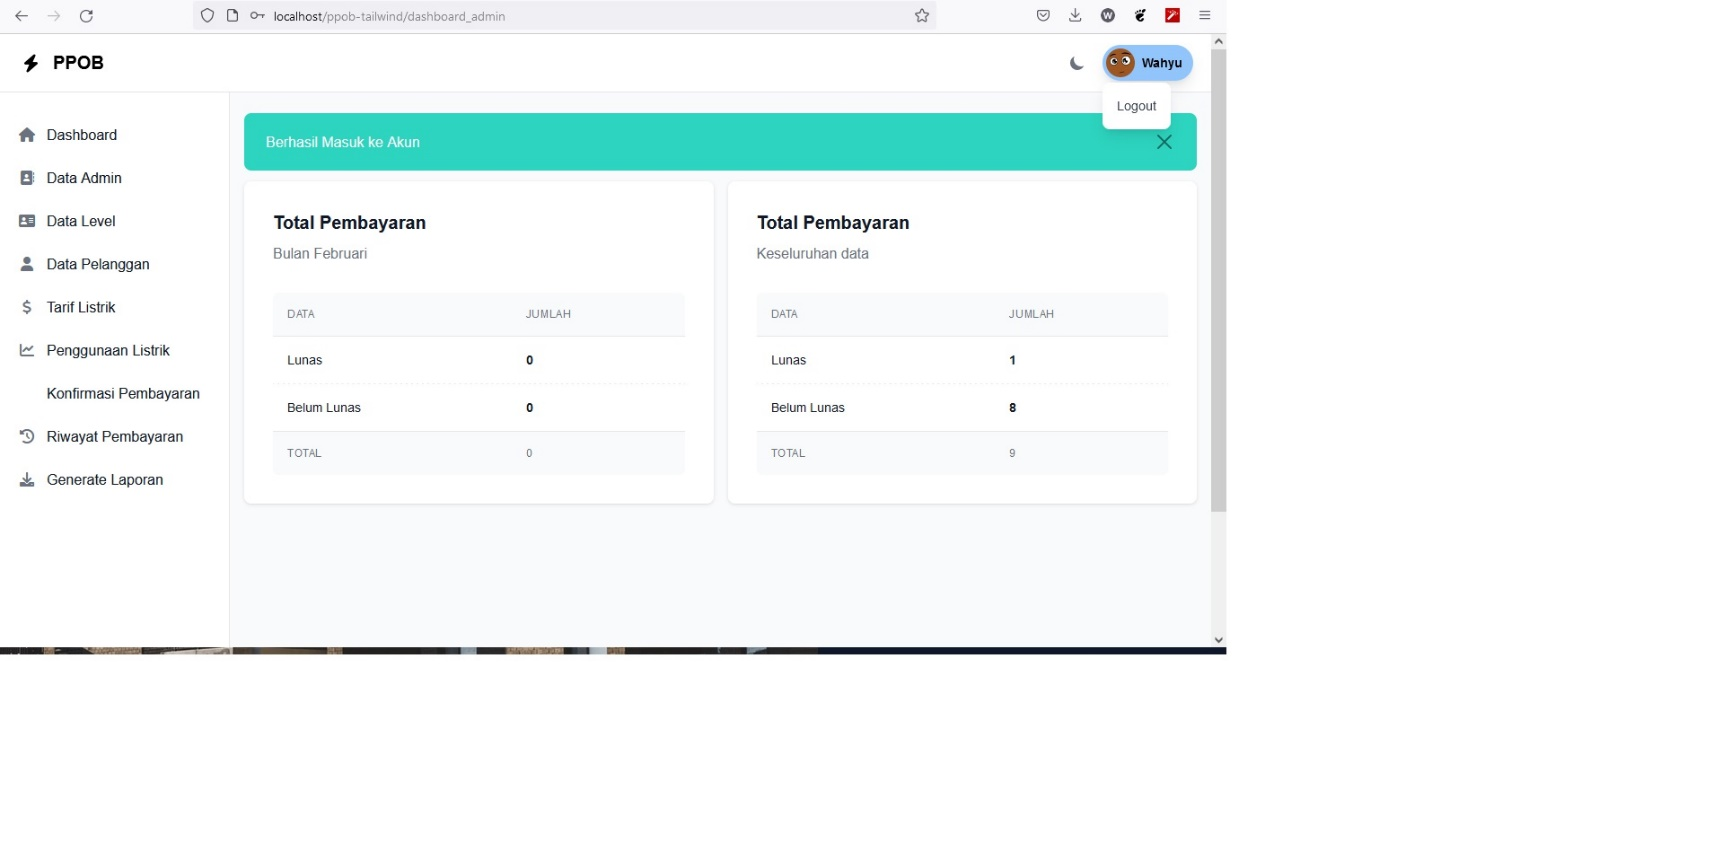 localhost/ppob-tailwind/dashboard_admin
W
PPOB
Wahyu
Logout
Dashboard
Data Admin
Data Level
Data Pelanggan
Tarif Listrik
Penggunaan Listrik
Konfirmasi Pembayaran
Riwayat Pembayaran
Generate Laporan
Berhasil Masuk ke Akun
Total Pembayaran
Bulan Februari
DATA JUMLAH
Lunas 0
Belum Lunas 0
TOTAL 0
Total Pembayaran
Keseluruhan data
DATA JUMLAH
Lunas 1
Belum Lunas 8
TOTAL 9